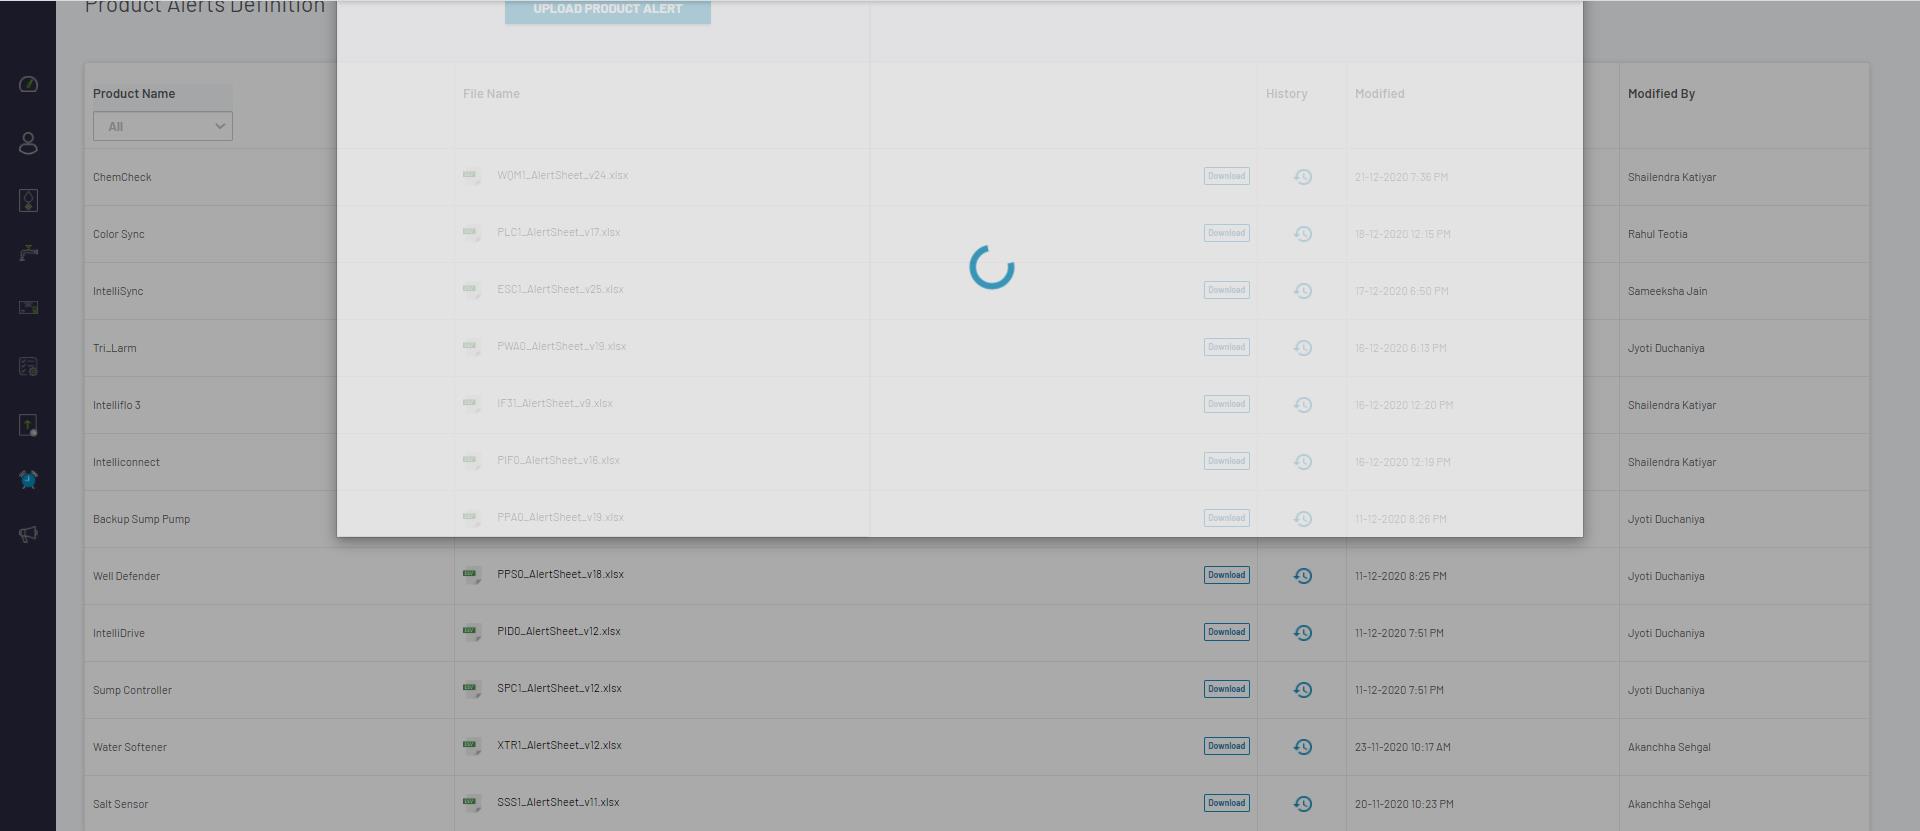 Product Alerts Definition
UPLOAD PRODUCT ALERT
Product Name File Name History Modified Modified By
All
ChemCheck WQM1_AlertSheet_v24.xlsx Download 21-12-2020 7:36 PM Shailendra Katiyar
Color Sync PLC1_AlertSheet_v17.xlsx Download 18-12-2020 12:15 PM Rahul Teotia
IntelliSync ESC1_AlertSheet_v25.xlsx Download 17-12-2020 6:50 PM Sameeksha Jain
Tri_Larm PWA0_AlertSheet_v19.xlsx Download 16-12-2020 6:13 PM Jyoti Duchaniya
Intelliflo 3 IF31_AlertSheet_v9.xlsx Download 16-12-2020 12:20 PM Shailendra Katiyar
Intelliconnect PIF0_AlertSheet_v16.xlsx Download 16-12-2020 12:19 PM Shailendra Katiyar
Backup Sump Pump PPA0_AlertSheet_v19.xlsx Download 11-12-2020 8:26 PM Jyoti Duchaniya
Well Defender PPS0_AlertSheet_v18.xlsx Download 11-12-2020 8:25 PM Jyoti Duchaniya
IntelliDrive PID0_AlertSheet_v12.xlsx Download 11-12-2020 7:51 PM Jyoti Duchaniya
Sump Controller SPC1_AlertSheet_v12.xlsx Download 11-12-2020 7:51 PM Jyoti Duchaniya
Water Softener XTR1_AlertSheet_v12.xlsx Download 23-11-2020 10:17 AM Akanchha Sehgal
Salt Sensor SSS1_AlertSheet_v11.xlsx Download 20-11-2020 10:23 PM Akanchha Sehgal